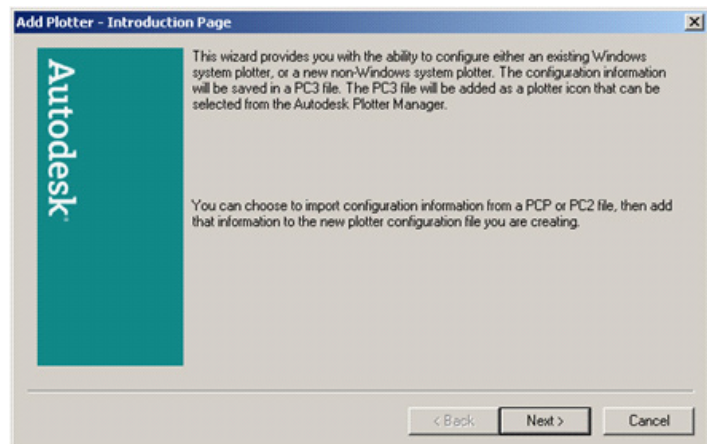 Add Plotter - Introduction Page
Autodesk
This wizard provides you with the ability to configure either an existing Windows
system plotter, or a new non-Windows system plotter. The configuration information
will be saved in a PC3 file. The PC3 file will be added as a plotter icon that can be
selected from the Autodesk Plotter Manager.
You can choose to import configuration information from a PCP or PC2 file, then add
that information to the new plotter configuration file you are creating.
< Back
Next >
Cancel